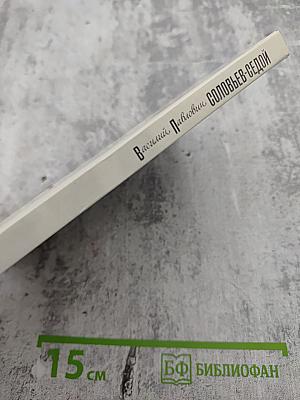 Василий Павлович СОЛОВЬЕВ-СЕДОЙ
15 см
БФ БИБЛИОФАН